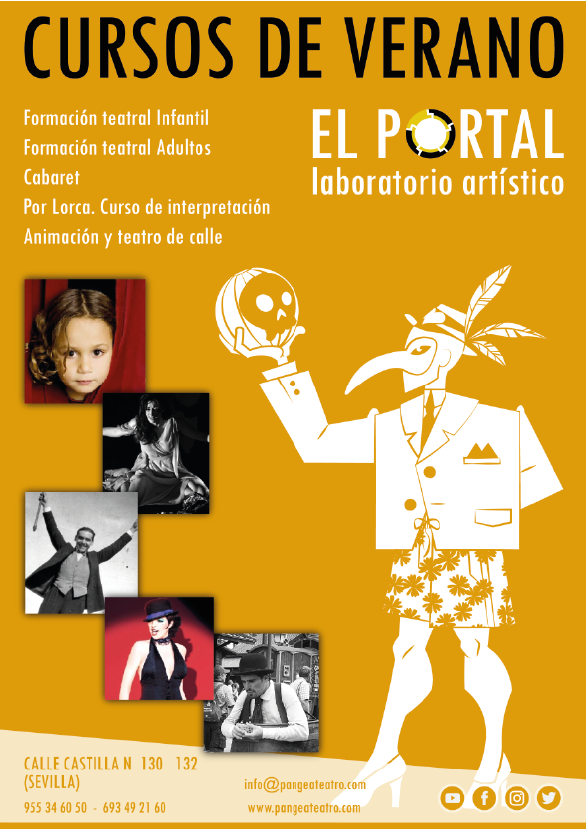 CURSOS DE VERANO
Formación teatral Infantil
Formación teatral Adultos
Cabaret
Por Lorca. Curso de interpretación
Animación y teatro de calle
EL PORTAL
laboratorio artístico
CALLE CASTILLA N 130 132
(SEVILLA)
955 34 60 50 - 693 49 21 60
info@pangeateatro.com
www.pangeateatro.com